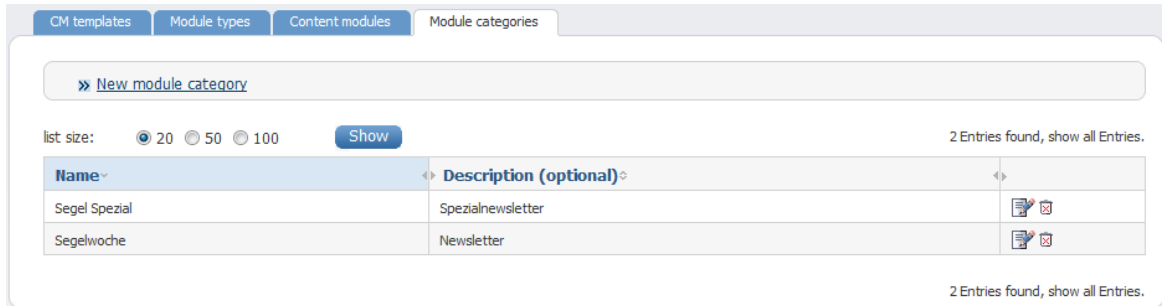 CM templates Module types Content modules Module categories
» New module category
list size: 20 50 100 Show 2 Entries found, show all Entries.
Name Description (optional)
Segel Spezial Spezialnewsletter
Segelwoche Newsletter
2 Entries found, show all Entries.